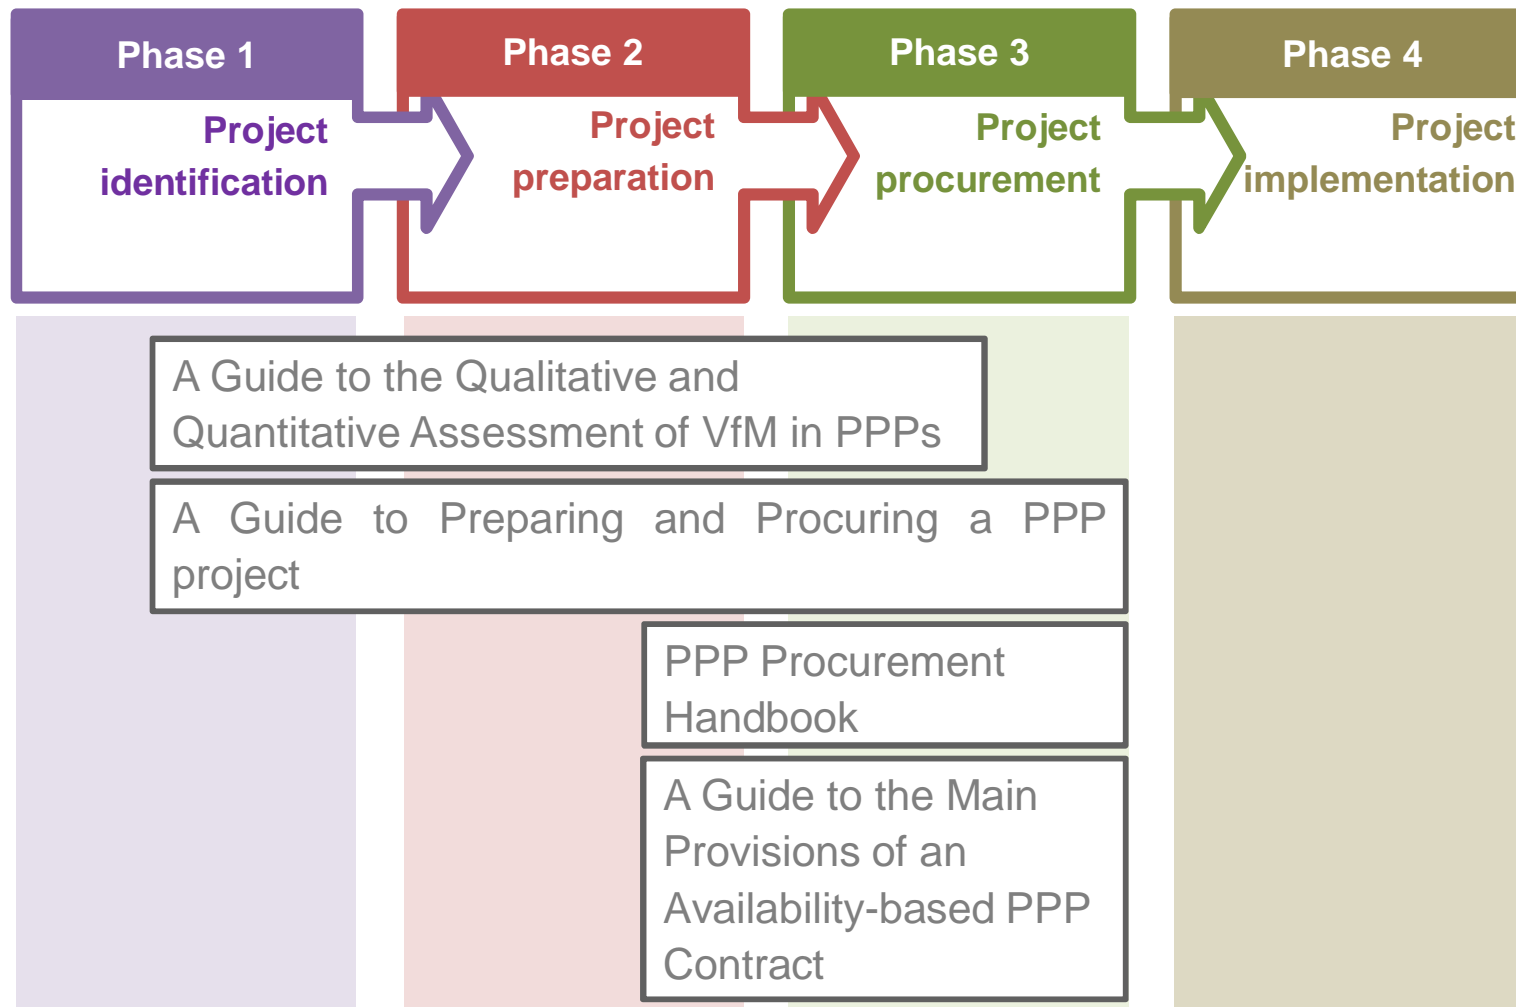 Phase 1
Phase 2
Phase 3
Phase 4
Project
identification
Project
preparation
Project
procurement
Project
implementation
A Guide to the Qualitative and
Quantitative Assessment of VfM in PPPs
A Guide to Preparing and Procuring a PPP
project
PPP Procurement
Handbook
A Guide to the Main
Provisions of an
Availability-based PPP
Contract